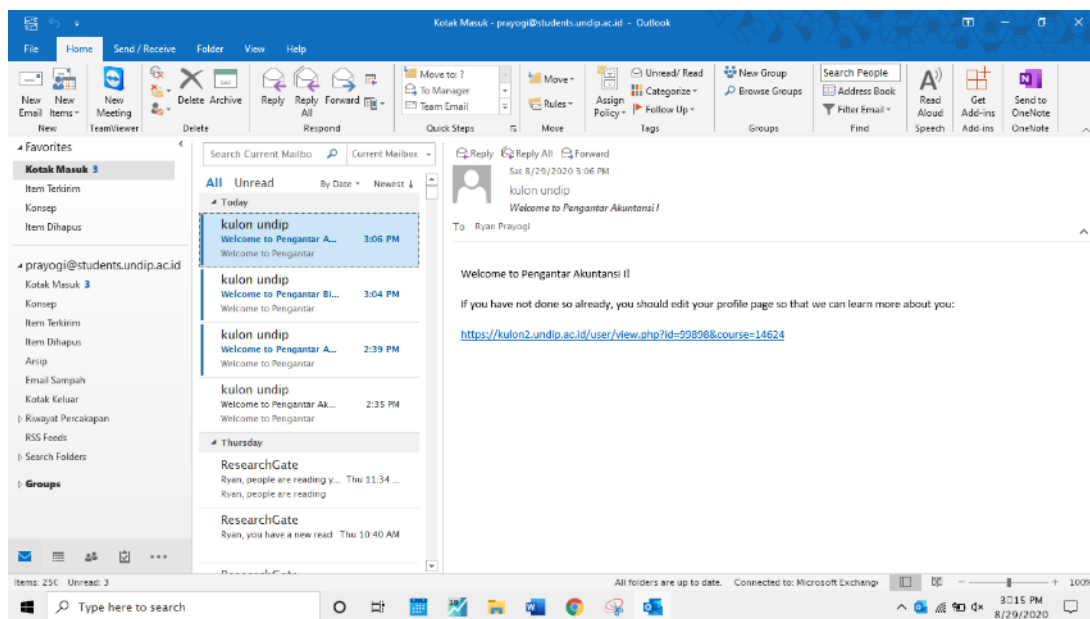 Kotak Masuk - prayogi@students.undip.ac.id - Outlook
File Home Send / Receive Folder View Help
New Email
New Items
New Meeting
Delete Archive
Reply Reply All Forward
Move to: ?
To Manager
Team Email
Move
Rules
Assign Policy
Unread/ Read
Categorize
Follow Up
New Group
Browse Groups
Search People
Address Book
Filter Email
Read Aloud
Get Add-ins
Send to OneNote
New TeamViewer Delete Respond Quick Steps Move Tags Groups Find Speech Add-ins OneNote
Favorites
Kotak Masuk 3
Item Terkirim
Konsep
Item Dihapus
prayogi@students.undip.ac.id
Kotak Masuk 3
Konsep
Item Terkirim
Item Dihapus
Arsip
Email Sampah
Kotak Keluar
Riwayat Percakapan
RSS Feeds
Search Folders
Groups
Search Current Mailbo Current Mailbox
All Unread By Date Newest ↓
Today
kulon undip
Welcome to Pengantar A... 3:06 PM
Welcome to Pengantar
kulon undip
Welcome to Pengantar Bi... 3:04 PM
Welcome to Pengantar
kulon undip
Welcome to Pengantar A... 2:39 PM
Welcome to Pengantar
kulon undip
Welcome to Pengantar Ak... 2:35 PM
Welcome to Pengantar
Thursday
ResearchGate
Ryan, people are reading y... Thu 11:34 ...
Ryan, people are reading
ResearchGate
Ryan, you have a new read Thu 10:40 AM
Reply Reply All Forward
Sat 8/29/2020 3:06 PM
kulon undip
Welcome to Pengantar Akuntansi I
To Ryan Prayogi
Welcome to Pengantar Akuntansi I!
If you have not done so already, you should edit your profile page so that we can learn more about you:
https://kulon2.undip.ac.id/user/view.php?id=99898&course=14624
Unread: 3
All folders are up to date. Connected to: Microsoft Exchange
100%
Type here to search
3:15 PM
8/29/2020